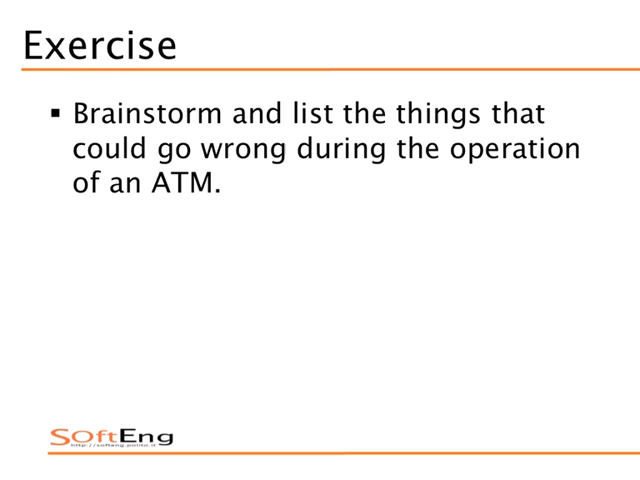 Exercise
▪ Brainstorm and list the things that
could go wrong during the operation
of an ATM.
SOftEng
http://softeng.polito.it